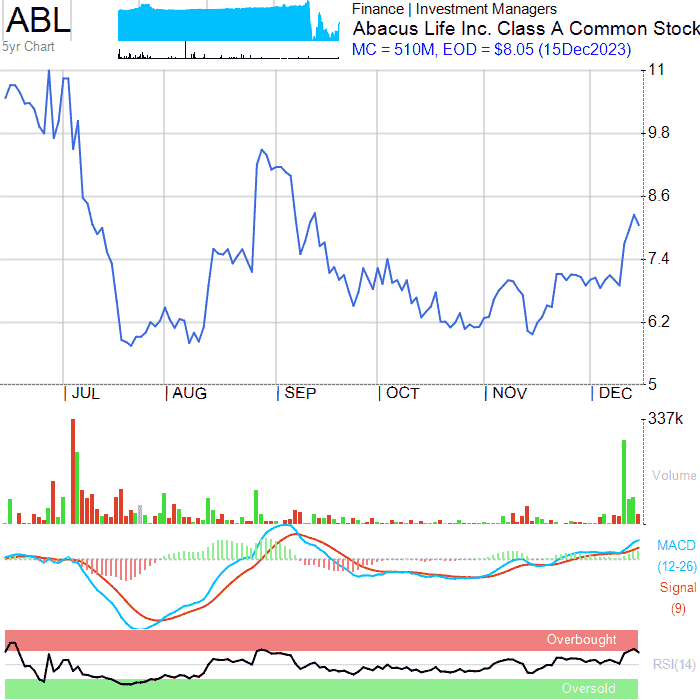 ABL
5yr Chart
Finance | Investment Managers
Abacus Life Inc. Class A Common Stock
MC = 510M, EOD = $8.05 (15Dec2023)
11
9.8
8.6
7.4
6.2
5
JUL AUG SEP OCT NOV DEC
337k
Volume
MACD
(12-26)
Signal
(9)
Overbought
RSI(14)
Oversold